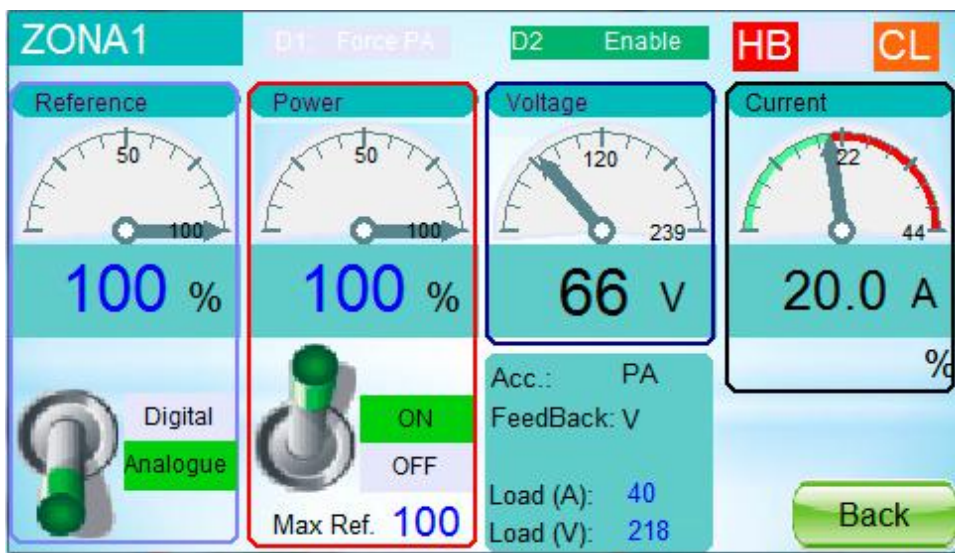 ZONA1
D1 Force PA
D2 Enable
HB
CL
Reference
50
100
100 %
Digital
Analogue
Power
50
100
100 %
ON
OFF
Max Ref. 100
Voltage
120
239
66 V
Acc.: PA
FeedBack: V
Load (A): 40
Load (V): 218
Current
22
44
20.0 A
%
Back